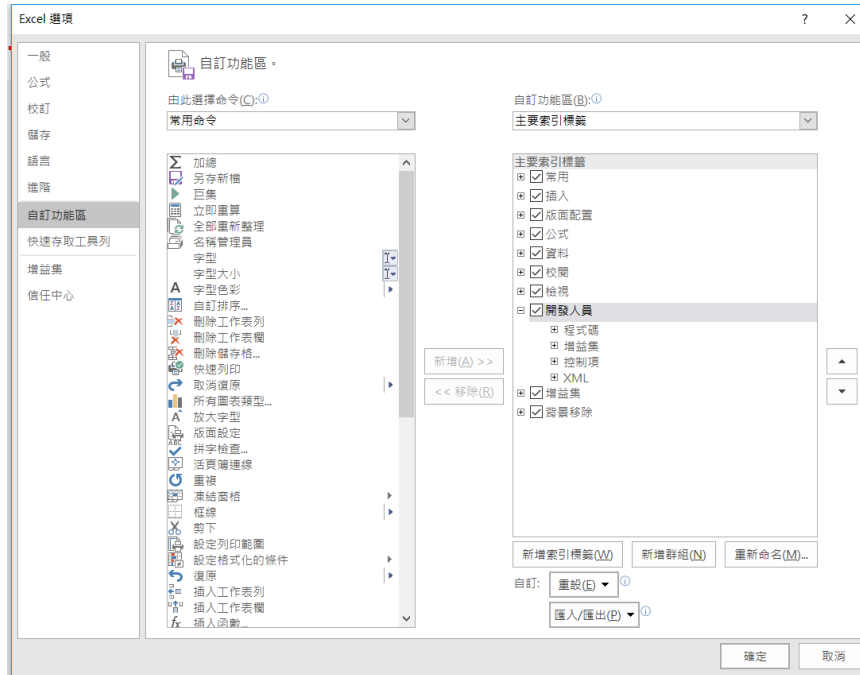 Excel 選項
?
一般
公式
校訂
儲存
語言
進階
自訂功能區
快速存取工具列
增益集
信任中心
自訂功能區。
由此選擇命令(C):
常用命令
加總
另存新檔
巨集
立即重算
全部重新整理
名稱管理員
字型
字型大小
字型色彩
自訂排序...
刪除工作表列
刪除工作表欄
刪除儲存格...
快速列印
取消復原
所有圖表類型...
放大字型
版面設定
拼字檢查...
活頁簿連線
重複
凍結窗格
框線
剪下
設定列印範圍
設定格式化的條件
復原
插入工作表列
插入工作表欄
插入函數...
新增(A) >>
<< 移除(R)
自訂功能區(B):
主要索引標籤
主要索引標籤
常用
插入
版面配置
公式
資料
校閱
檢視
開發人員
程式碼
增益集
控制項
XML
增益集
背景移除
新增索引標籤(W)
新增群組(N)
重新命名(M)...
自訂:
重設(E)
匯入/匯出(P)
確定
取消